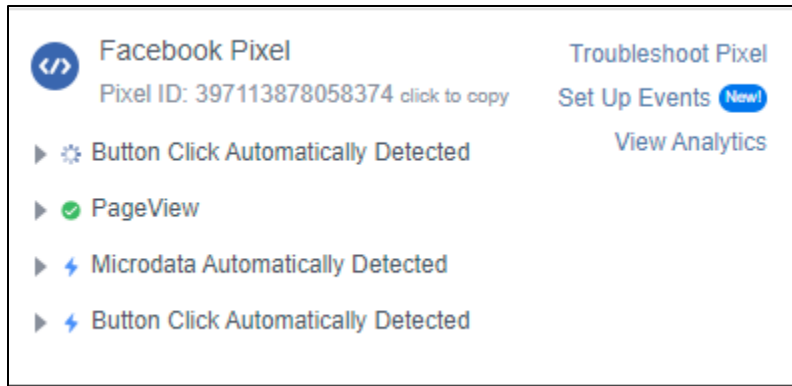 Facebook Pixel
Pixel ID: 397113878058374 click to copy
Troubleshoot Pixel
Set Up Events New!
View Analytics
Button Click Automatically Detected
PageView
Microdata Automatically Detected
Button Click Automatically Detected